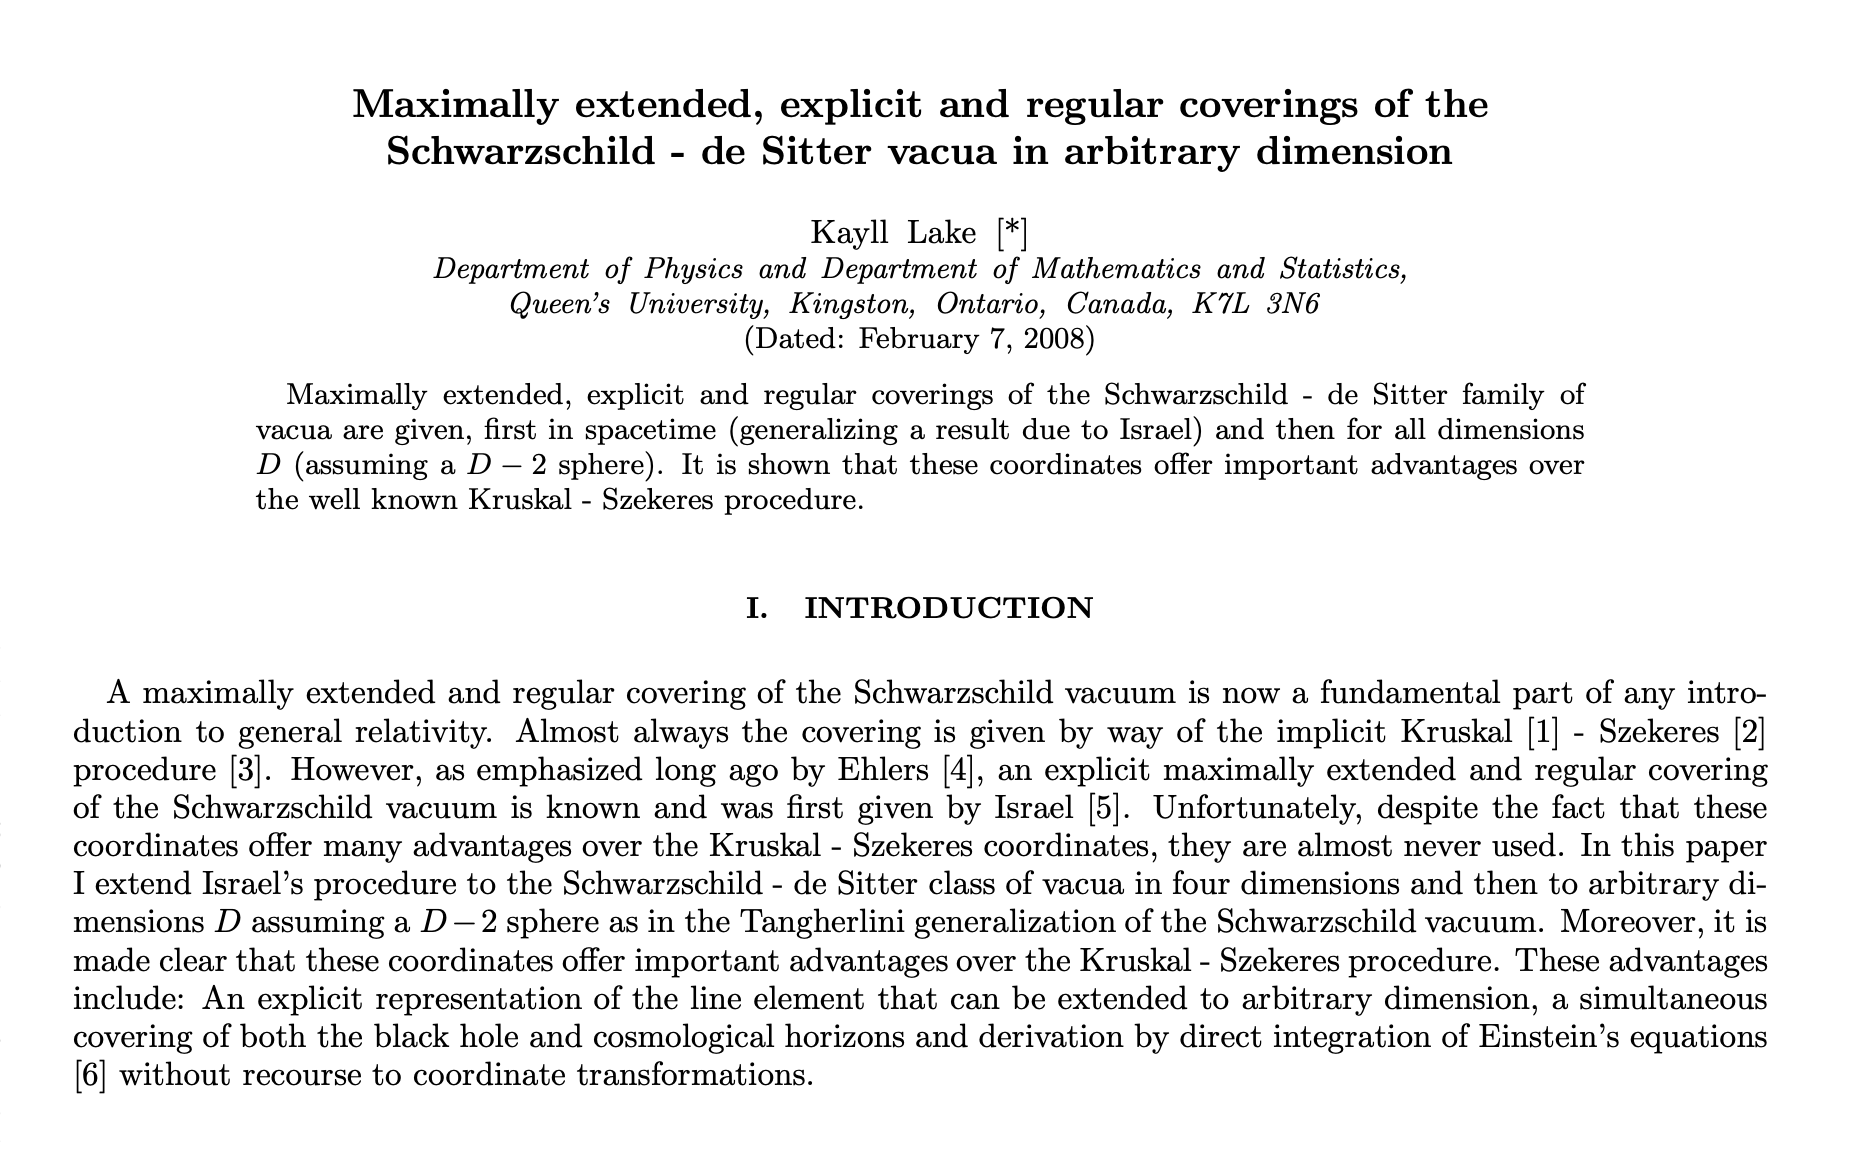 Maximally extended, explicit and regular coverings of the
Schwarzschild - de Sitter vacua in arbitrary dimension
Kayll Lake [*]
Department of Physics and Department of Mathematics and Statistics,
Queen's University, Kingston, Ontario, Canada, K7L 3N6
(Dated: February 7, 2008)
Maximally extended, explicit and regular coverings of the Schwarzschild - de Sitter family of
vacua are given, first in spacetime (generalizing a result due to Israel) and then for all dimensions
D (assuming a D − 2 sphere). It is shown that these coordinates offer important advantages over
the well known Kruskal - Szekeres procedure.
I. INTRODUCTION
A maximally extended and regular covering of the Schwarzschild vacuum is now a fundamental part of any intro-
duction to general relativity. Almost always the covering is given by way of the implicit Kruskal [1] - Szekeres [2]
procedure [3]. However, as emphasized long ago by Ehlers [4], an explicit maximally extended and regular covering
of the Schwarzschild vacuum is known and was first given by Israel [5]. Unfortunately, despite the fact that these
coordinates offer many advantages over the Kruskal - Szekeres coordinates, they are almost never used. In this paper
I extend Israel's procedure to the Schwarzschild - de Sitter class of vacua in four dimensions and then to arbitrary di-
mensions D assuming a D − 2 sphere as in the Tangherlini generalization of the Schwarzschild vacuum. Moreover, it is
made clear that these coordinates offer important advantages over the Kruskal - Szekeres procedure. These advantages
include: An explicit representation of the line element that can be extended to arbitrary dimension, a simultaneous
covering of both the black hole and cosmological horizons and derivation by direct integration of Einstein's equations
[6] without recourse to coordinate transformations.